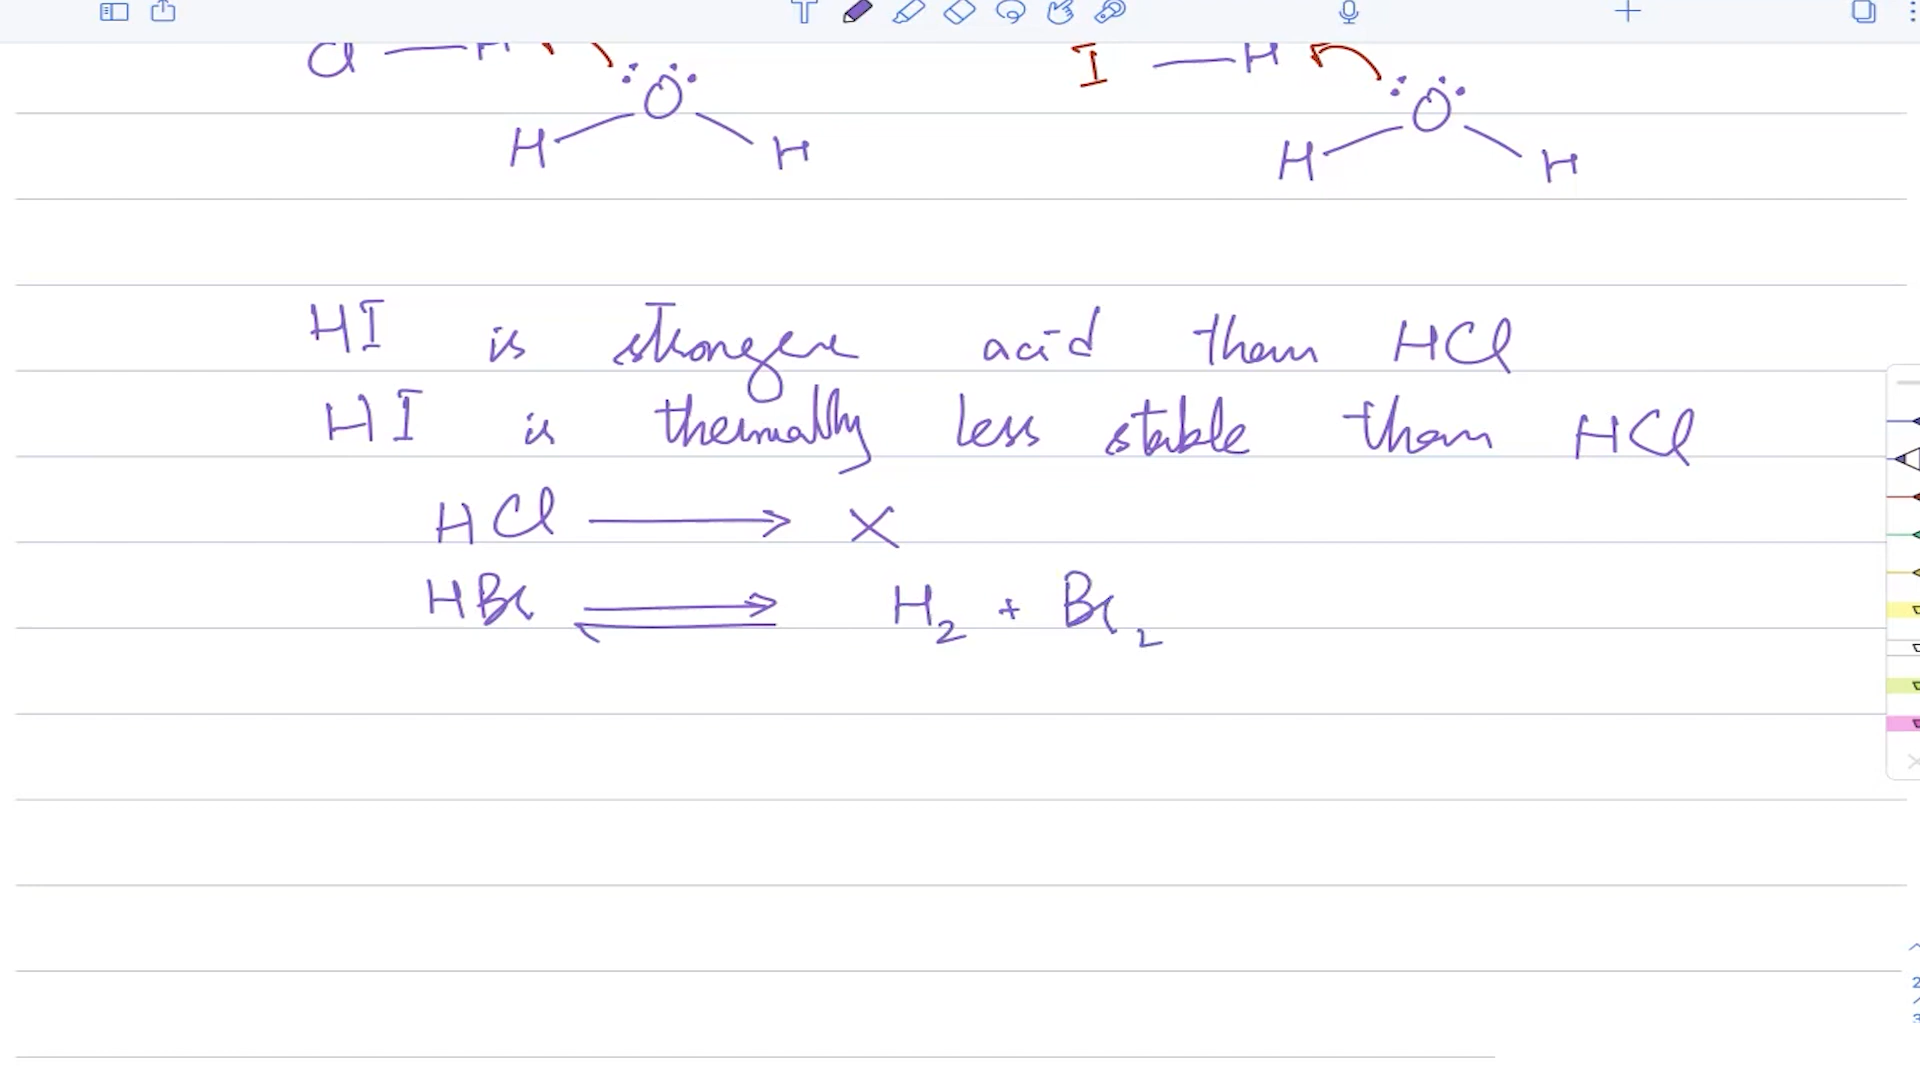 Cl — H :Ö: I — H :Ö:
H H H H
HI is stronger acid than HCl
HI is thermally less stable than HCl
HCl ⟶ X
HBr ⇌ H₂ + Br₂